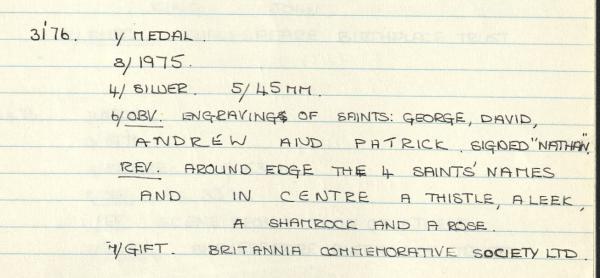 3/76. 1/ MEDAL.
3/ 1975.
4/ SILVER. 5/ 45MM.
6/ OBV. ENGRAVINGS OF SAINTS: GEORGE, DAVID,
ANDREW AND PATRICK. SIGNED "NATHAN".
REV. AROUND EDGE THE 4 SAINTS' NAMES
AND IN CENTRE A THISTLE, A LEEK,
A SHAMROCK AND A ROSE.
7/ GIFT. BRITANNIA COMMEMORATIVE SOCIETY LTD.